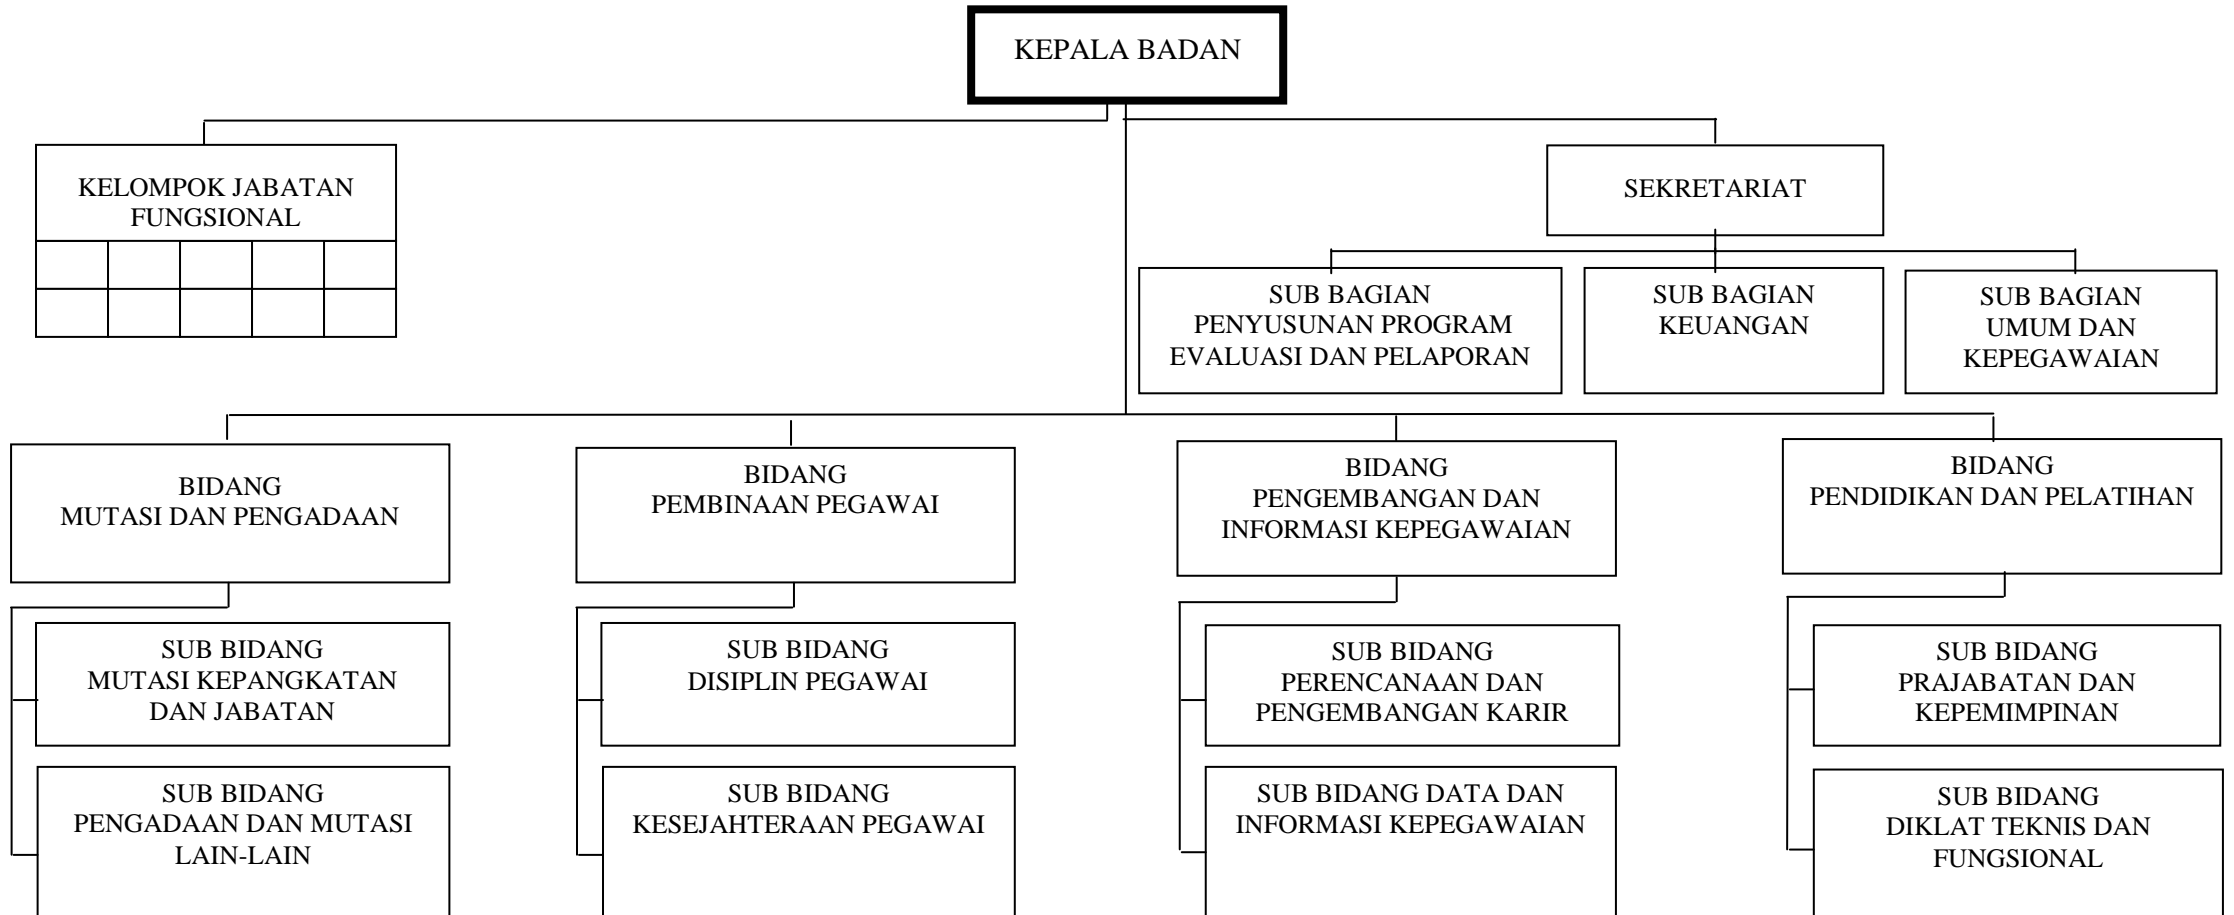 KEPALA BADAN
KELOMPOK JABATAN
FUNGSIONAL
SEKRETARIAT
SUB BAGIAN
PENYUSUNAN PROGRAM
EVALUASI DAN PELAPORAN
SUB BAGIAN
KEUANGAN
SUB BAGIAN
UMUM DAN
KEPEGAWAIAN
BIDANG
MUTASI DAN PENGADAAN
BIDANG
PEMBINAAN PEGAWAI
BIDANG
PENGEMBANGAN DAN
INFORMASI KEPEGAWAIAN
BIDANG
PENDIDIKAN DAN PELATIHAN
SUB BIDANG
MUTASI KEPANGKATAN
DAN JABATAN
SUB BIDANG
DISIPLIN PEGAWAI
SUB BIDANG
PERENCANAAN DAN
PENGEMBANGAN KARIR
SUB BIDANG
PRAJABATAN DAN
KEPEMIMPINAN
SUB BIDANG
PENGADAAN DAN MUTASI
LAIN-LAIN
SUB BIDANG
KESEJAHTERAAN PEGAWAI
SUB BIDANG DATA DAN
INFORMASI KEPEGAWAIAN
SUB BIDANG
DIKLAT TEKNIS DAN
FUNGSIONAL